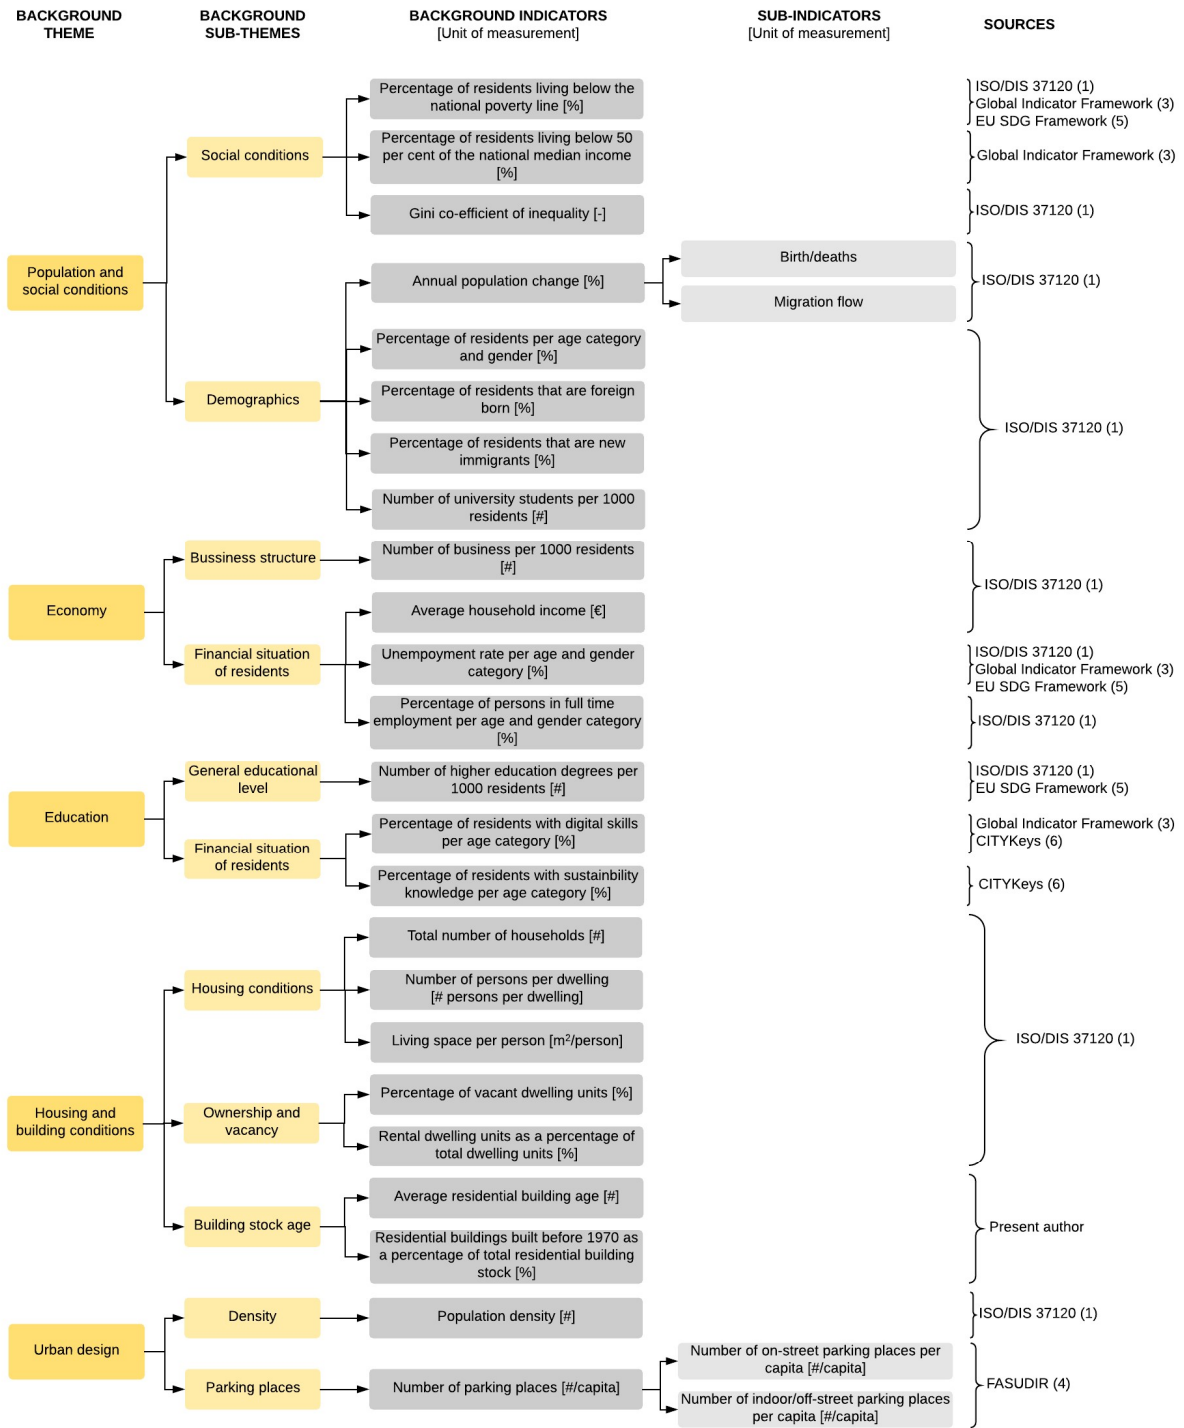 BACKGROUND
THEME
BACKGROUND
SUB-THEMES
BACKGROUND INDICATORS
[Unit of measurement]
SUB-INDICATORS
[Unit of measurement]
SOURCES
Population and
social conditions
Social conditions
Percentage of residents living below the
national poverty line [%]
ISO/DIS 37120 (1)
Global Indicator Framework (3)
EU SDG Framework (5)
Percentage of residents living below 50
per cent of the national median income
[%]
Global Indicator Framework (3)
Gini co-efficient of inequality [-]
ISO/DIS 37120 (1)
Demographics
Annual population change [%]
Birth/deaths
Migration flow
ISO/DIS 37120 (1)
Percentage of residents per age category
and gender [%]
Percentage of residents that are foreign
born [%]
Percentage of residents that are new
immigrants [%]
Number of university students per 1000
residents [#]
ISO/DIS 37120 (1)
Economy
Bussiness structure
Number of business per 1000 residents
[#]
Financial situation
of residents
Average household income [€]
ISO/DIS 37120 (1)
Unempoyment rate per age and gender
category [%]
ISO/DIS 37120 (1)
Global Indicator Framework (3)
EU SDG Framework (5)
Percentage of persons in full time
employment per age and gender category
[%]
ISO/DIS 37120 (1)
Education
General educational
level
Number of higher education degrees per
1000 residents [#]
ISO/DIS 37120 (1)
EU SDG Framework (5)
Financial situation
of residents
Percentage of residents with digital skills
per age category [%]
Global Indicator Framework (3)
CITYKeys (6)
Percentage of residents with sustainbility
knowledge per age category [%]
CITYKeys (6)
Housing and
building conditions
Housing conditions
Total number of households [#]
Number of persons per dwelling
[# persons per dwelling]
Living space per person [m²/person]
Ownership and
vacancy
Percentage of vacant dwelling units [%]
Rental dwelling units as a percentage of
total dwelling units [%]
ISO/DIS 37120 (1)
Building stock age
Average residential building age [#]
Residential buildings built before 1970 as
a percentage of total residential building
stock [%]
Present author
Urban design
Density
Population density [#]
ISO/DIS 37120 (1)
Parking places
Number of parking places [#/capita]
Number of on-street parking places per
capita [#/capita]
Number of indoor/off-street parking places
per capita [#/capita]
FASUDIR (4)